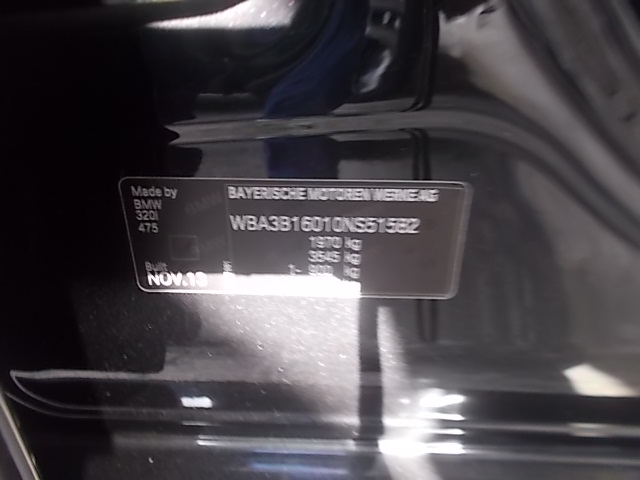 Made by
BMW
320i
475
Built
NOV.13
BAYERISCHE MOTOREN WERKE AG
WBA3B16010NS51582
1970 kg
3545 kg
1- 900 kg